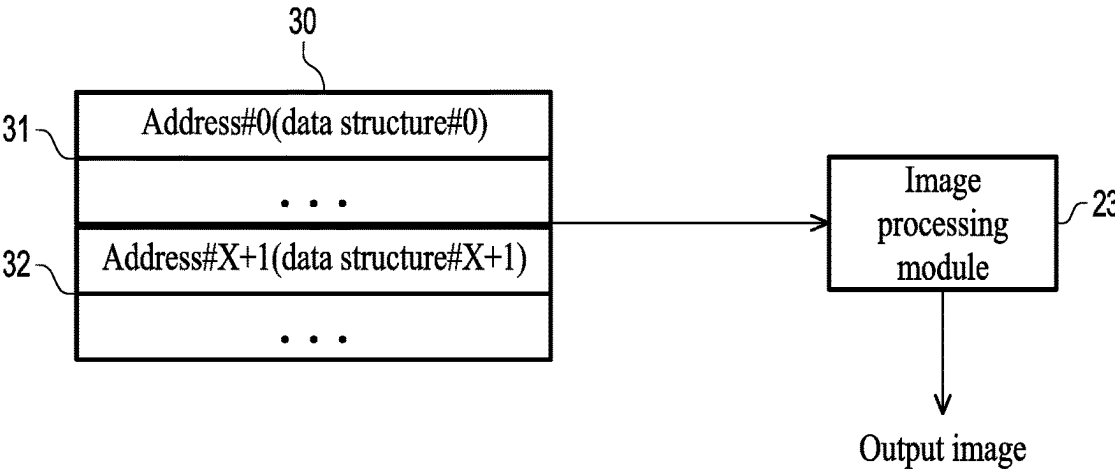 30
Address#0(data structure#0)
31
...
Address#X+1(data structure#X+1)
32
...
Image
processing
module
23
Output image